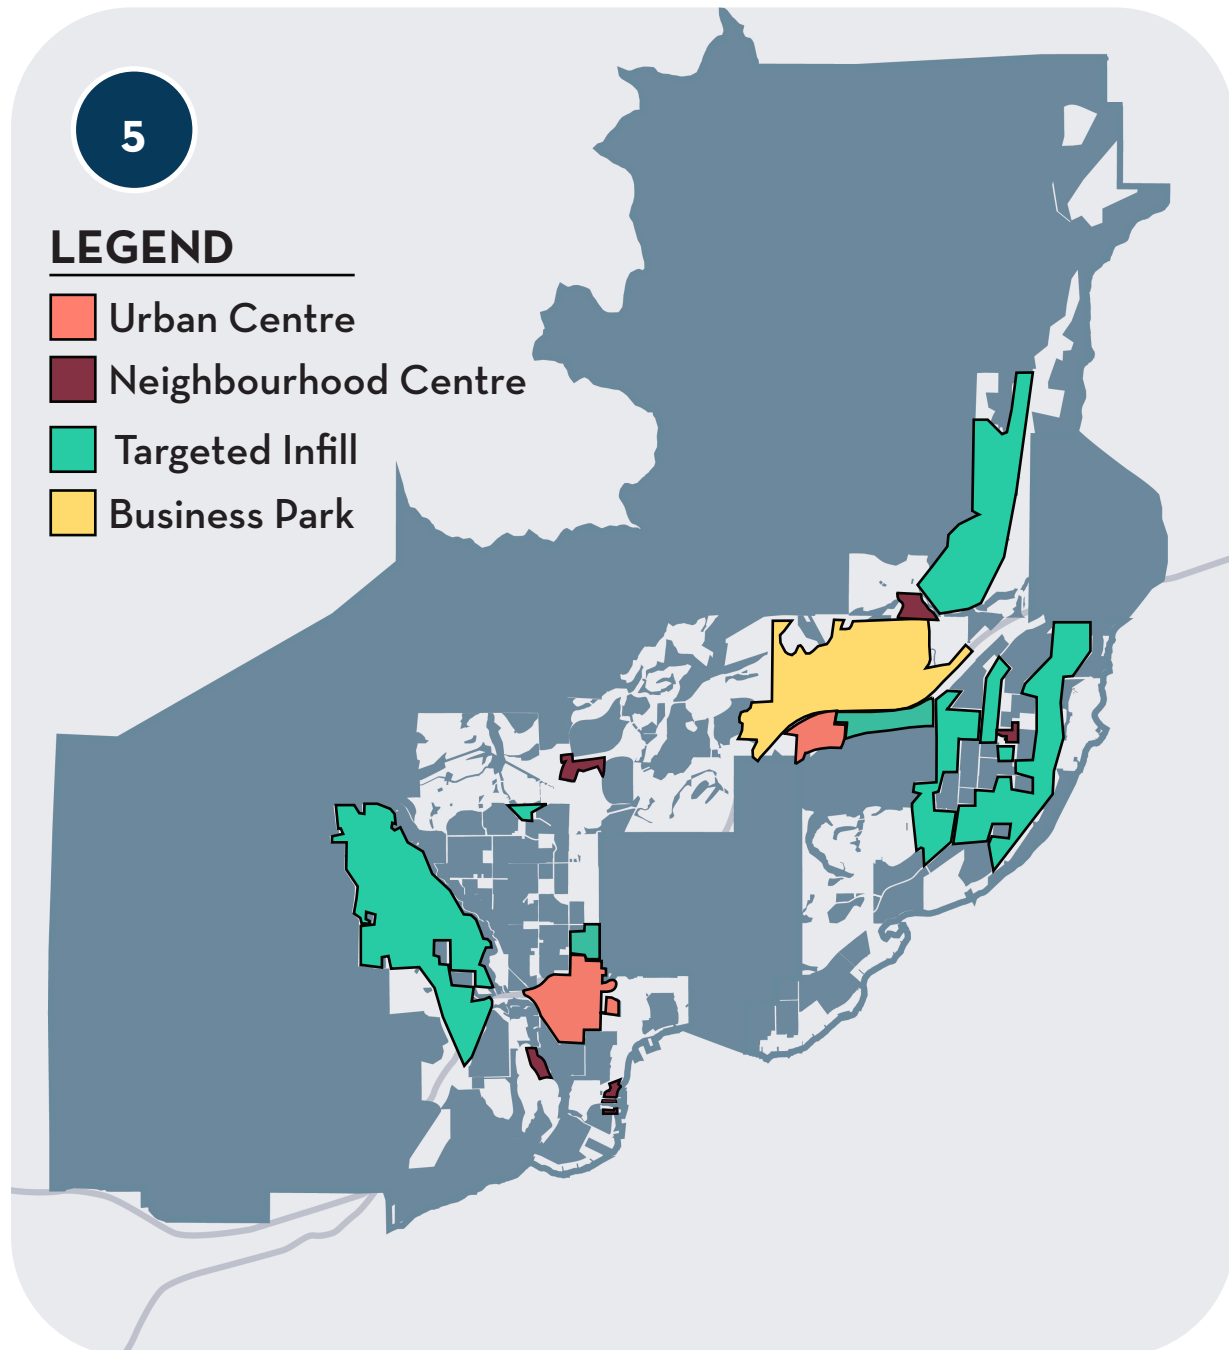 5
LEGEND
Urban Centre
Neighbourhood Centre
Targeted Infill
Business Park